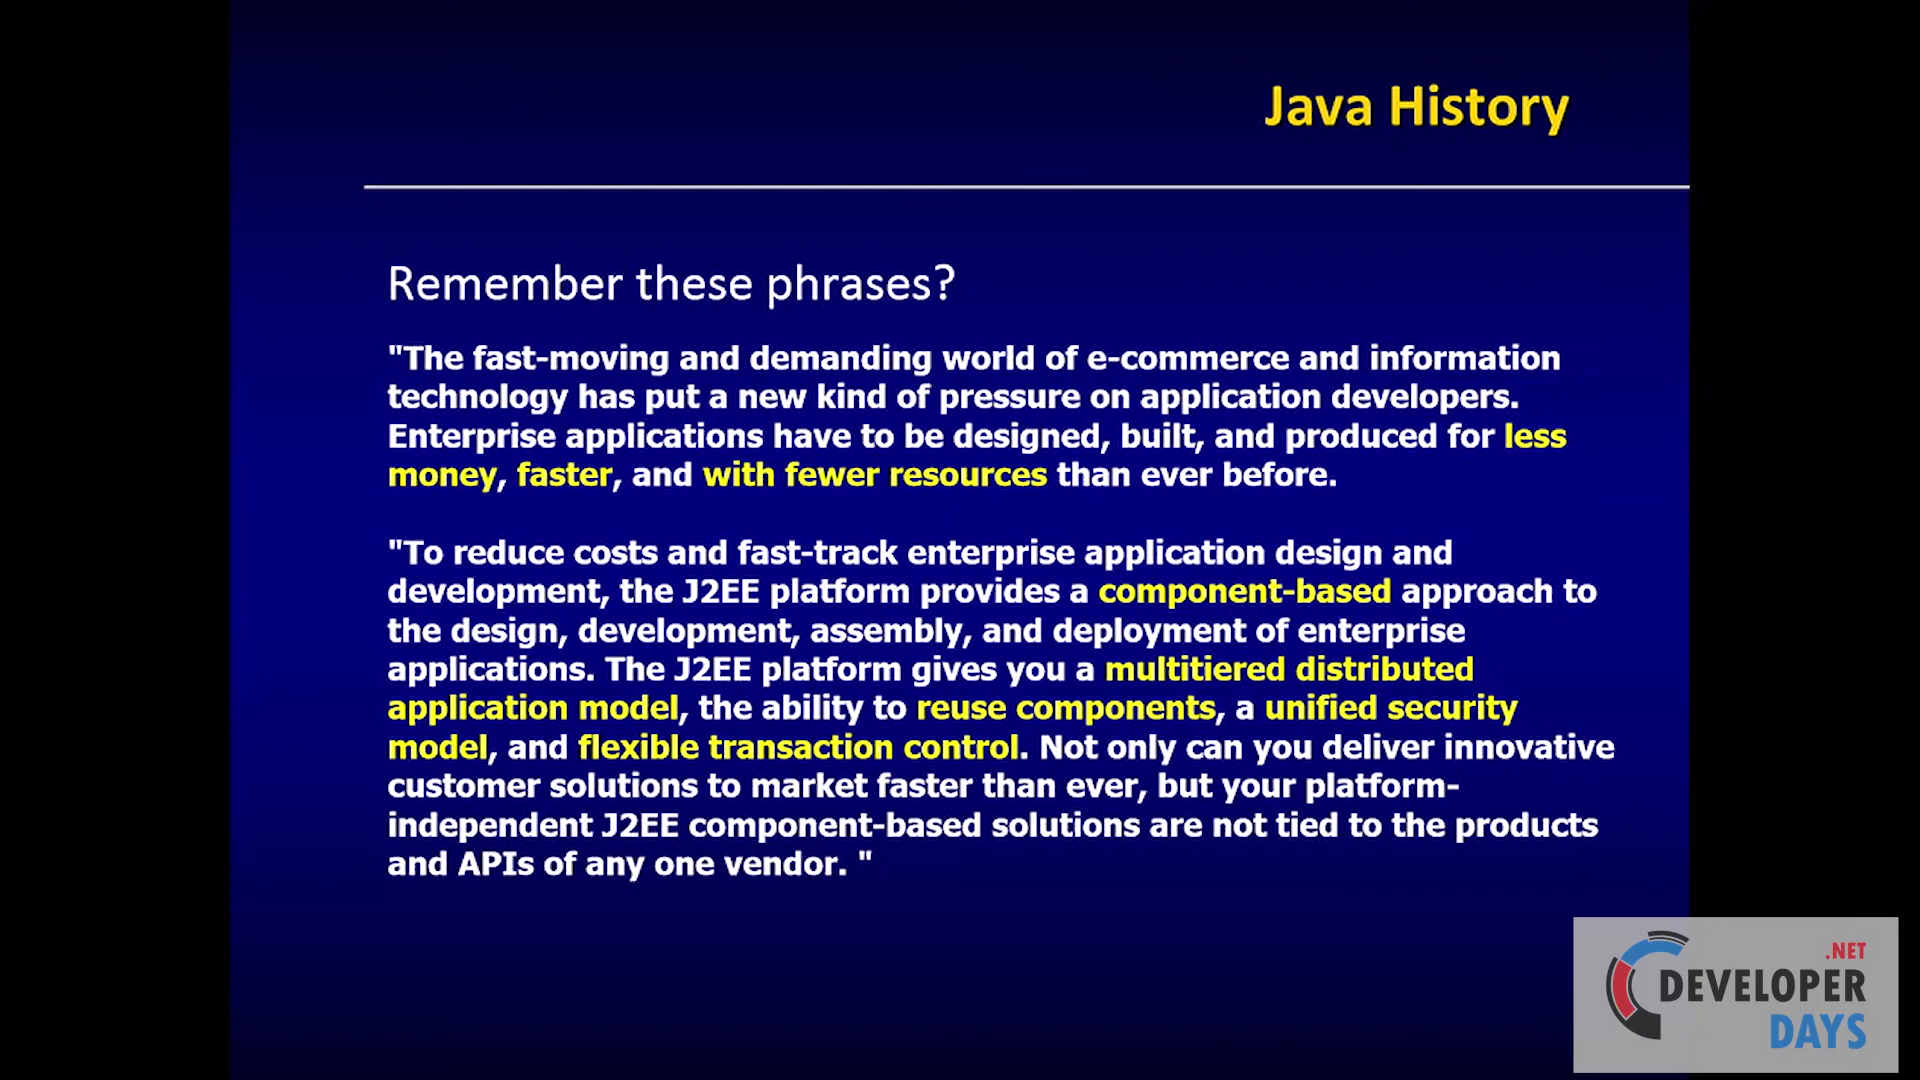 Java History
Remember these phrases?
"The fast-moving and demanding world of e-commerce and information
technology has put a new kind of pressure on application developers.
Enterprise applications have to be designed, built, and produced for less
money, faster, and with fewer resources than ever before.
"To reduce costs and fast-track enterprise application design and
development, the J2EE platform provides a component-based approach to
the design, development, assembly, and deployment of enterprise
applications. The J2EE platform gives you a multitiered distributed
application model, the ability to reuse components, a unified security
model, and flexible transaction control. Not only can you deliver innovative
customer solutions to market faster than ever, but your platform-
independent J2EE component-based solutions are not tied to the products
and APIs of any one vendor. "
.NET
DEVELOPER
DAYS